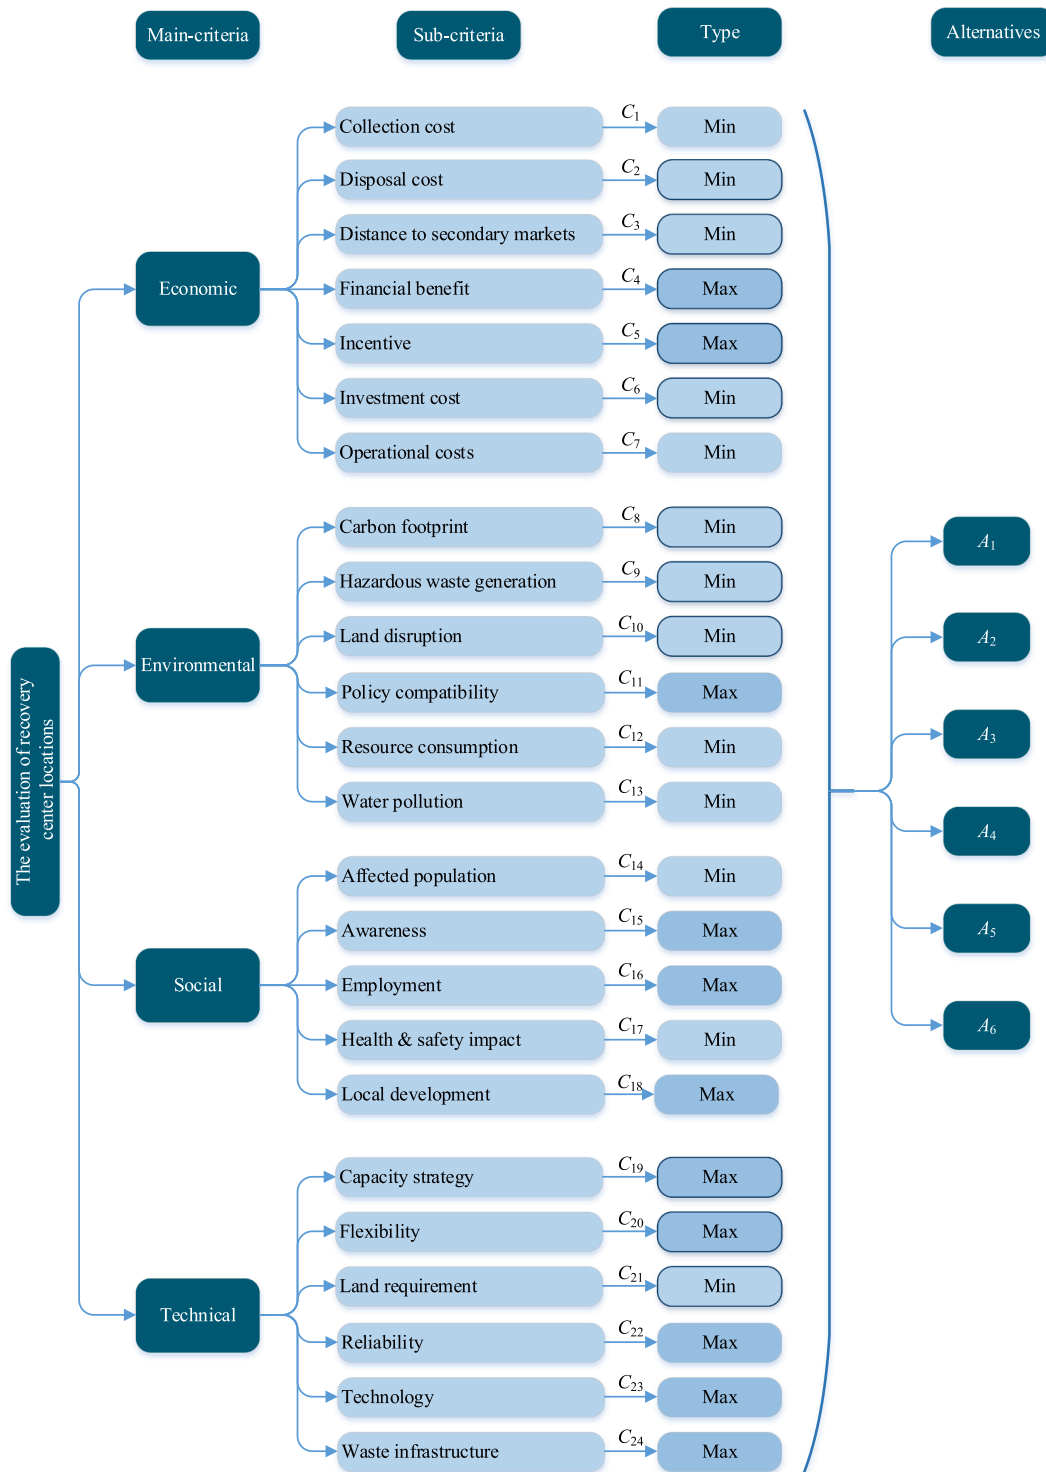 Main-criteria
Sub-criteria
Type
Alternatives
The evaluation of recovery
center locations
Economic
Collection cost
C1
Min
Disposal cost
C2
Min
Distance to secondary markets
C3
Min
Financial benefit
C4
Max
Incentive
C5
Max
Investment cost
C6
Min
Operational costs
C7
Min
Environmental
Carbon footprint
C8
Min
Hazardous waste generation
C9
Min
Land disruption
C10
Min
Policy compatibility
C11
Max
Resource consumption
C12
Min
Water pollution
C13
Min
Social
Affected population
C14
Min
Awareness
C15
Max
Employment
C16
Max
Health & safety impact
C17
Min
Local development
C18
Max
Technical
Capacity strategy
C19
Max
Flexibility
C20
Max
Land requirement
C21
Min
Reliability
C22
Max
Technology
C23
Max
Waste infrastructure
C24
Max
A1
A2
A3
A4
A5
A6